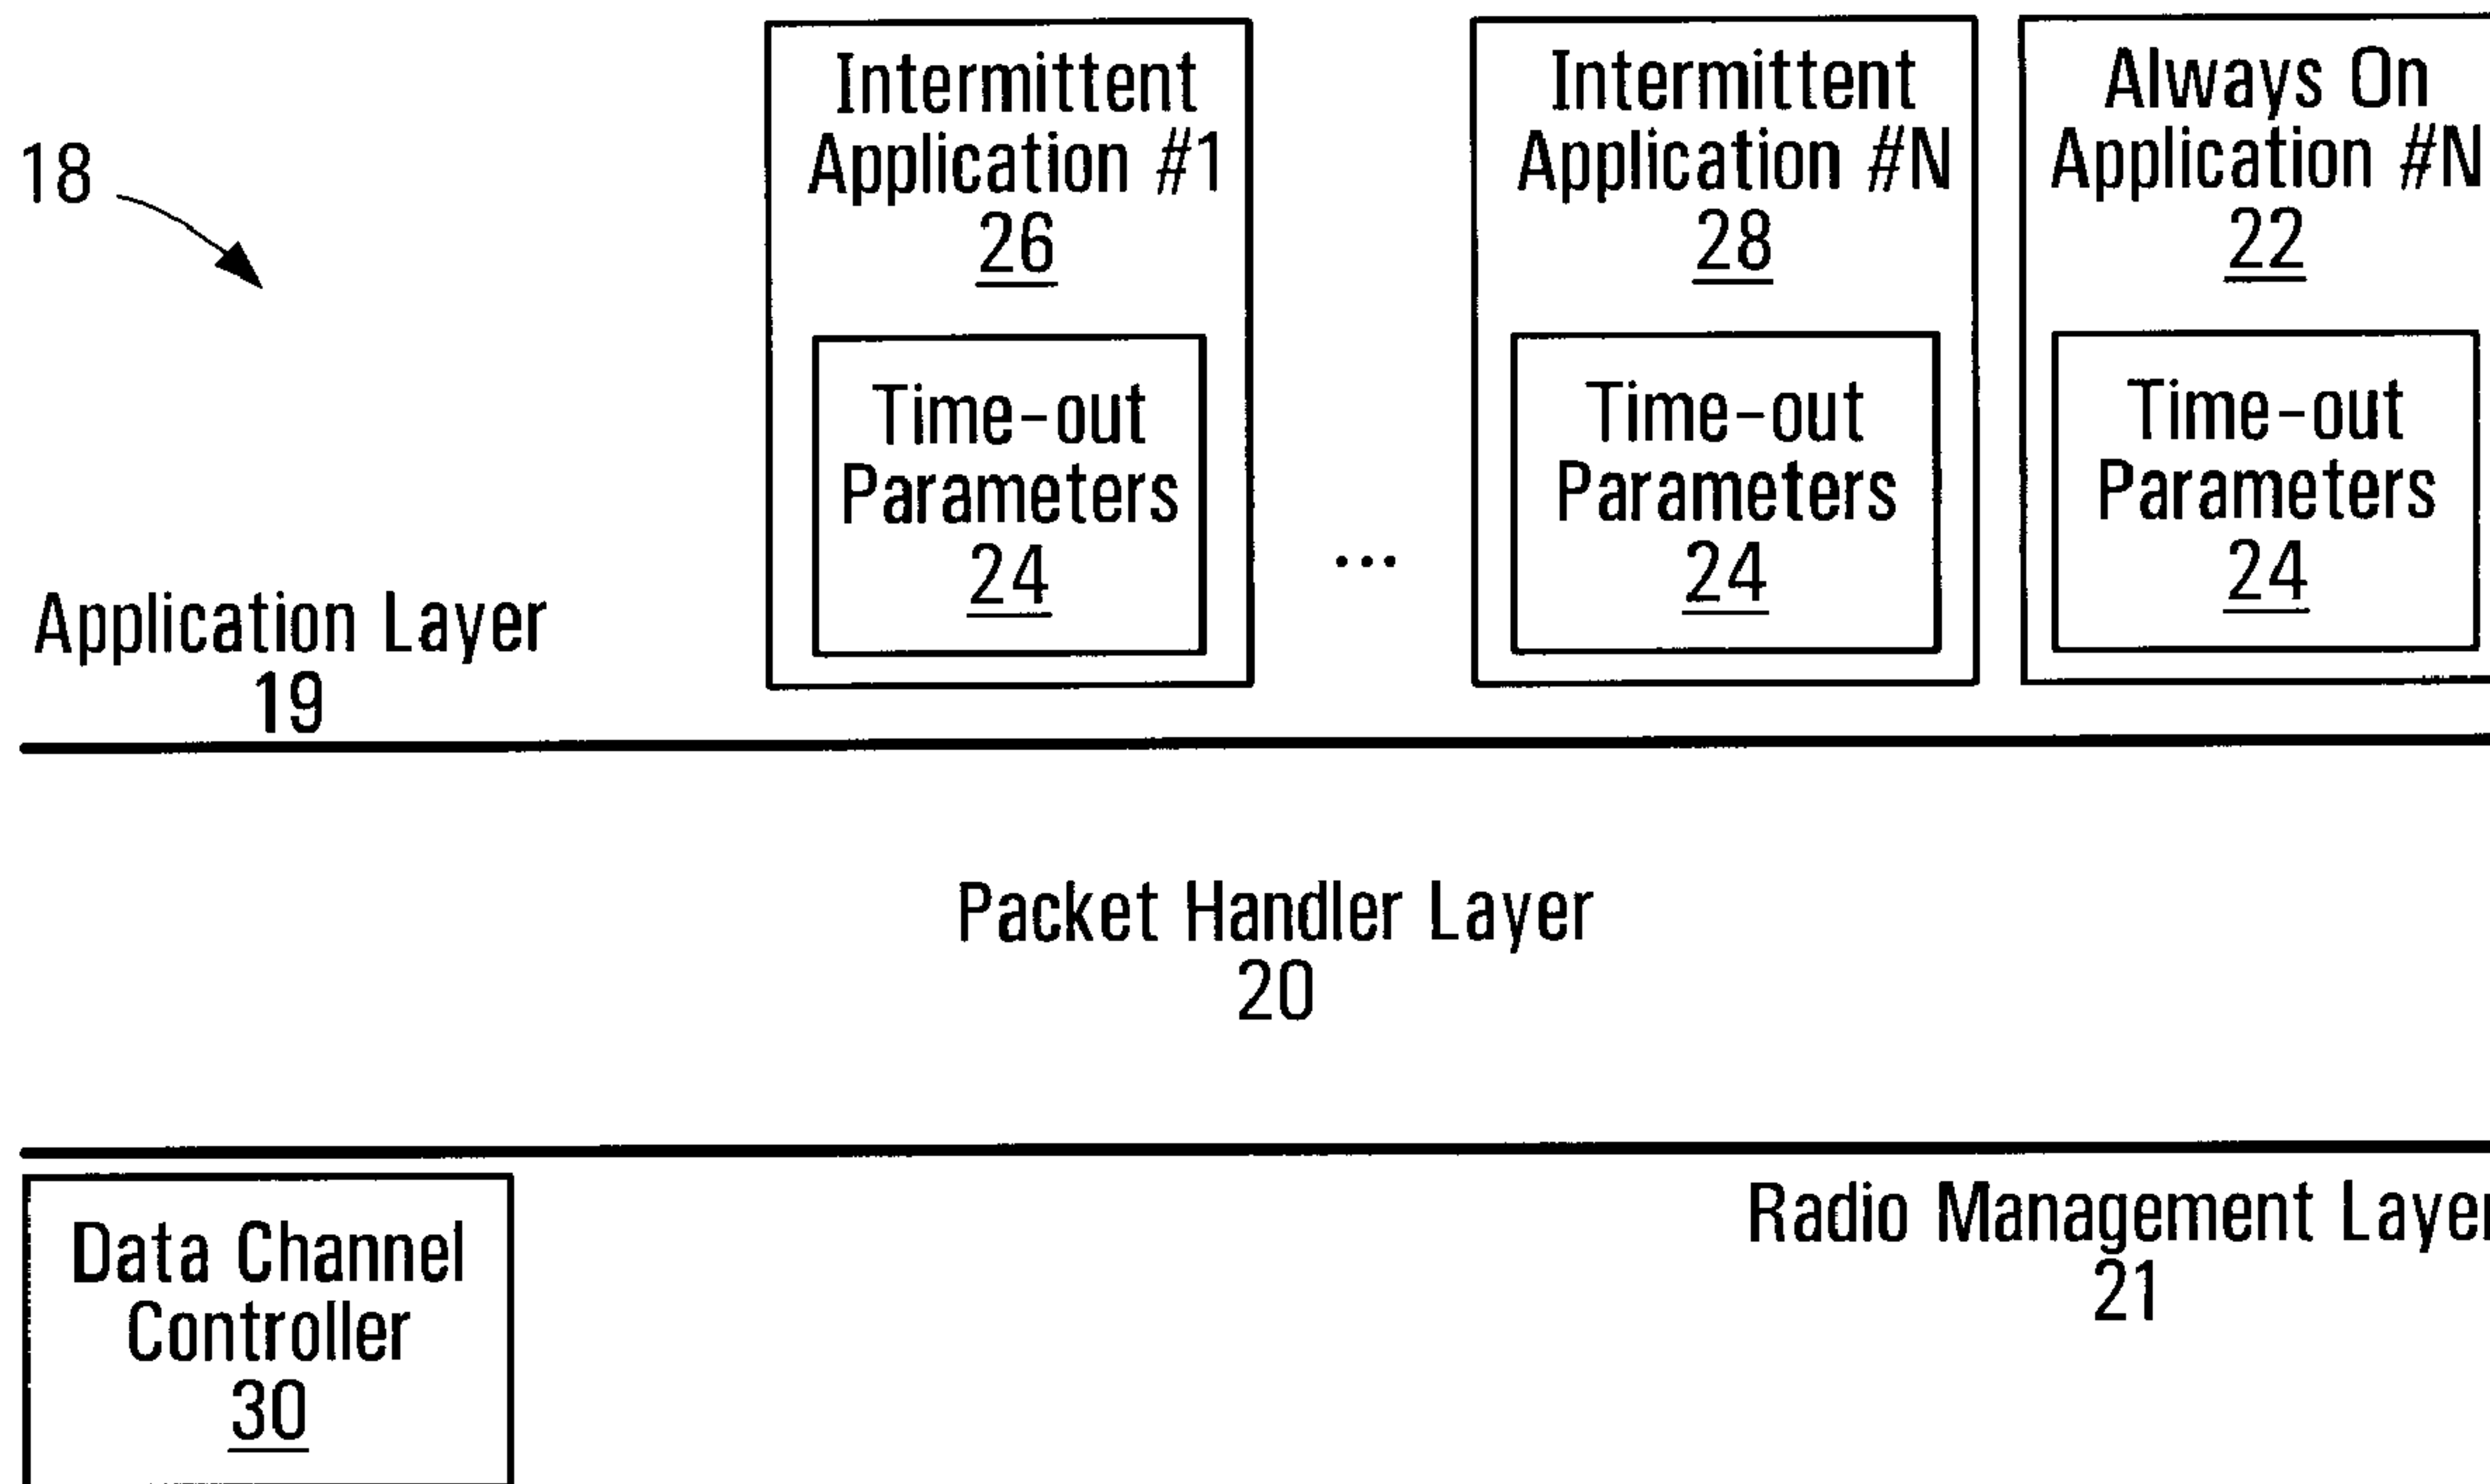 18
Intermittent
Application #1
26
Time-out
Parameters
24
...
Intermittent
Application #N
28
Time-out
Parameters
24
Always On
Application #N
22
Time-out
Parameters
24
Application Layer
19
Packet Handler Layer
20
Data Channel
Controller
30
Radio Management Layer
21